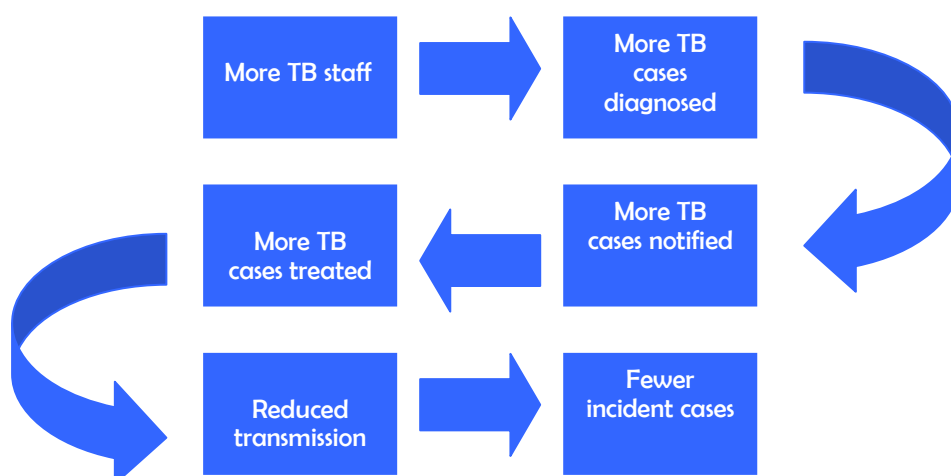 More TB staff
More TB
cases
diagnosed
More TB
cases notified
More TB
cases treated
Reduced
transmission
Fewer
incident cases